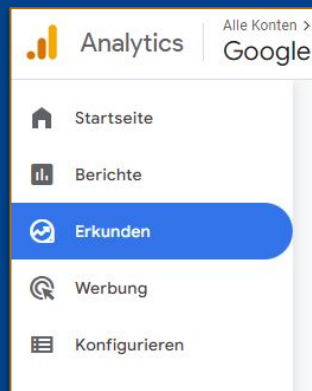 Analytics
Alle Konten >
Google
Startseite
Berichte
Erkunden
Werbung
Konfigurieren